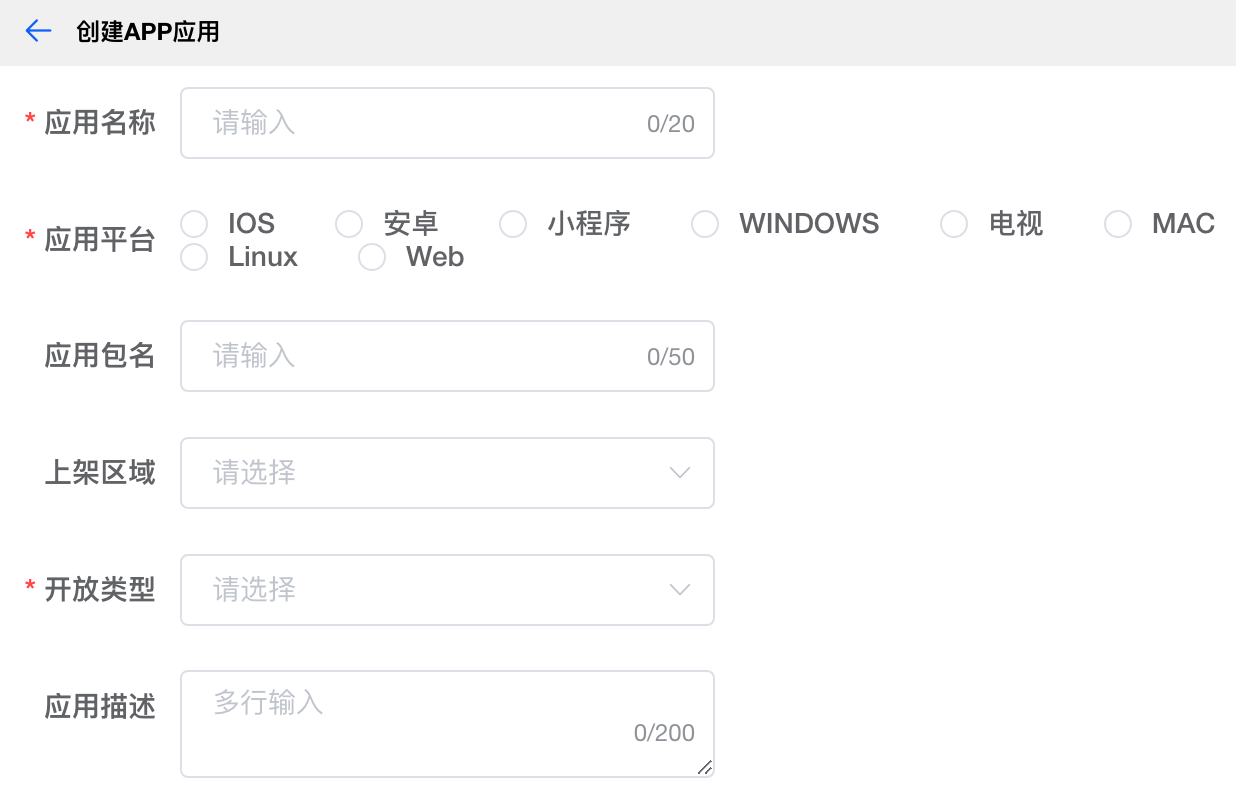 创建APP应用
* 应用名称 请输入 0/20
* 应用平台 IOS 安卓 小程序 WINDOWS 电视 MAC
Linux Web
应用包名 请输入 0/50
上架区域 请选择
* 开放类型 请选择
应用描述 多行输入
0/200